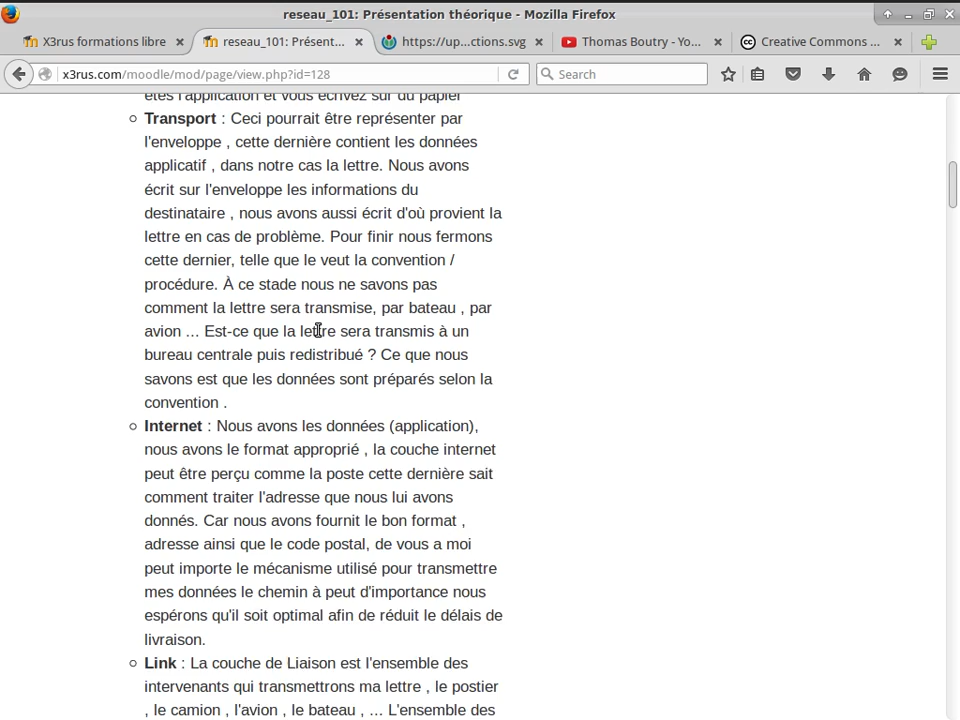 reseau_101: Présentation théorique - Mozilla Firefox
X3rus formations libre
reseau_101: Présent...
https://up...ctions.svg
Thomas Boutry - Yo...
Creative Commons ...
x3rus.com/moodle/mod/page/view.php?id=128
Search
êtes l'application et vous écrivez sur du papier
Transport : Ceci pourrait être représenter par
l'enveloppe , cette dernière contient les données
applicatif , dans notre cas la lettre. Nous avons
écrit sur l'enveloppe les informations du
destinataire , nous avons aussi écrit d'où provient la
lettre en cas de problème. Pour finir nous fermons
cette dernier, telle que le veut la convention /
procédure. À ce stade nous ne savons pas
comment la lettre sera transmise, par bateau , par
avion ... Est-ce que la lettre sera transmis à un
bureau centrale puis redistribué ? Ce que nous
savons est que les données sont préparés selon la
convention .
Internet : Nous avons les données (application),
nous avons le format approprié , la couche internet
peut être perçu comme la poste cette dernière sait
comment traiter l'adresse que nous lui avons
donnés. Car nous avons fournit le bon format ,
adresse ainsi que le code postal, de vous a moi
peut importe le mécanisme utilisé pour transmettre
mes données le chemin à peut d'importance nous
espérons qu'il soit optimal afin de réduit le délais de
livraison.
Link : La couche de Liaison est l'ensemble des
intervenants qui transmettrons ma lettre , le postier
, le camion , l'avion , le bateau , ... L'ensemble des